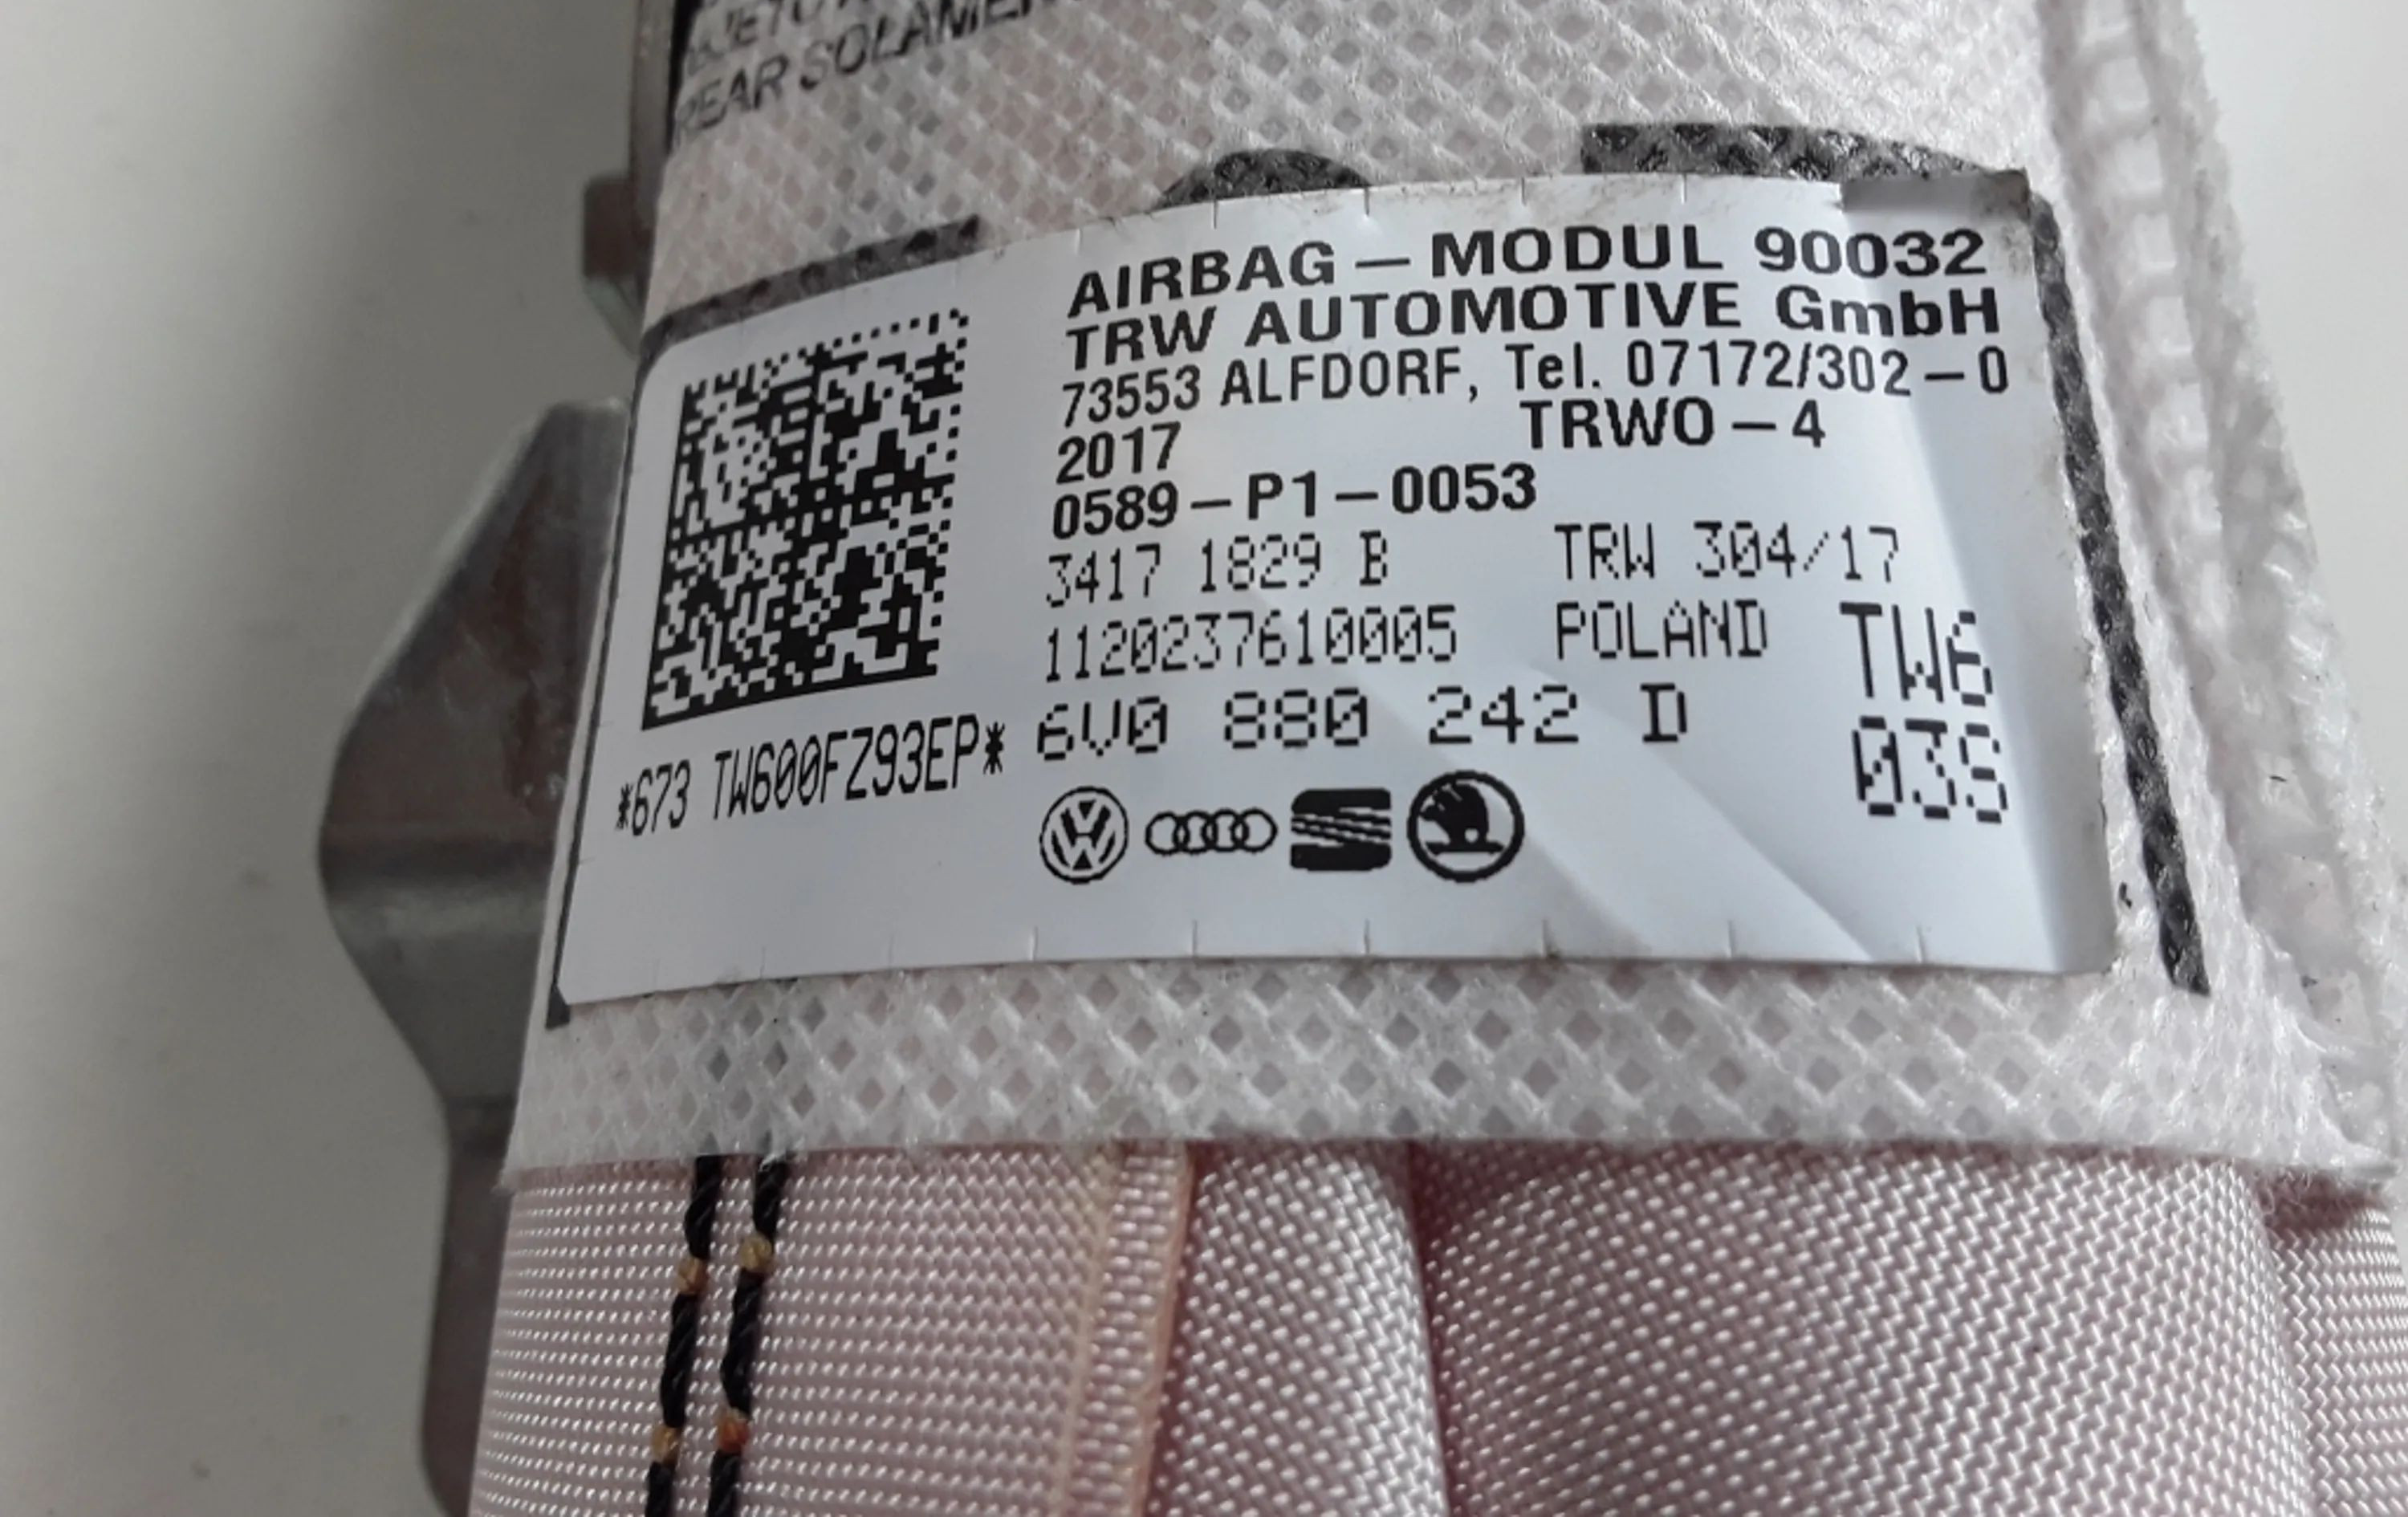 REAR SOLAMEN
AIRBAG – MODUL 90032
TRW AUTOMOTIVE GmbH
73553 ALFDORF, Tel. 07172/302 – 0
2017 TRWO – 4
0589 – P1 – 0053
3417 1829 B TRW 304/17
1120237610005 POLAND TW6
6V0 880 242 D 03S
*673 TW600FZ93EP*